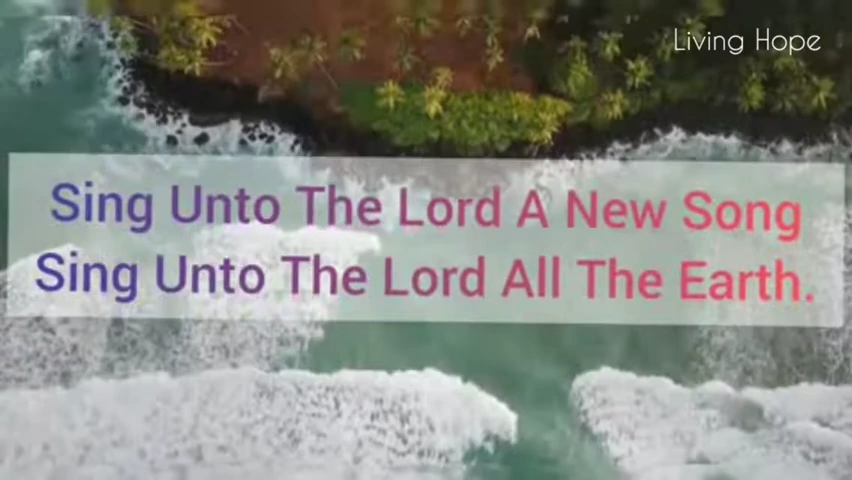 Living Hope
Sing Unto The Lord A New Song
Sing Unto The Lord All The Earth.